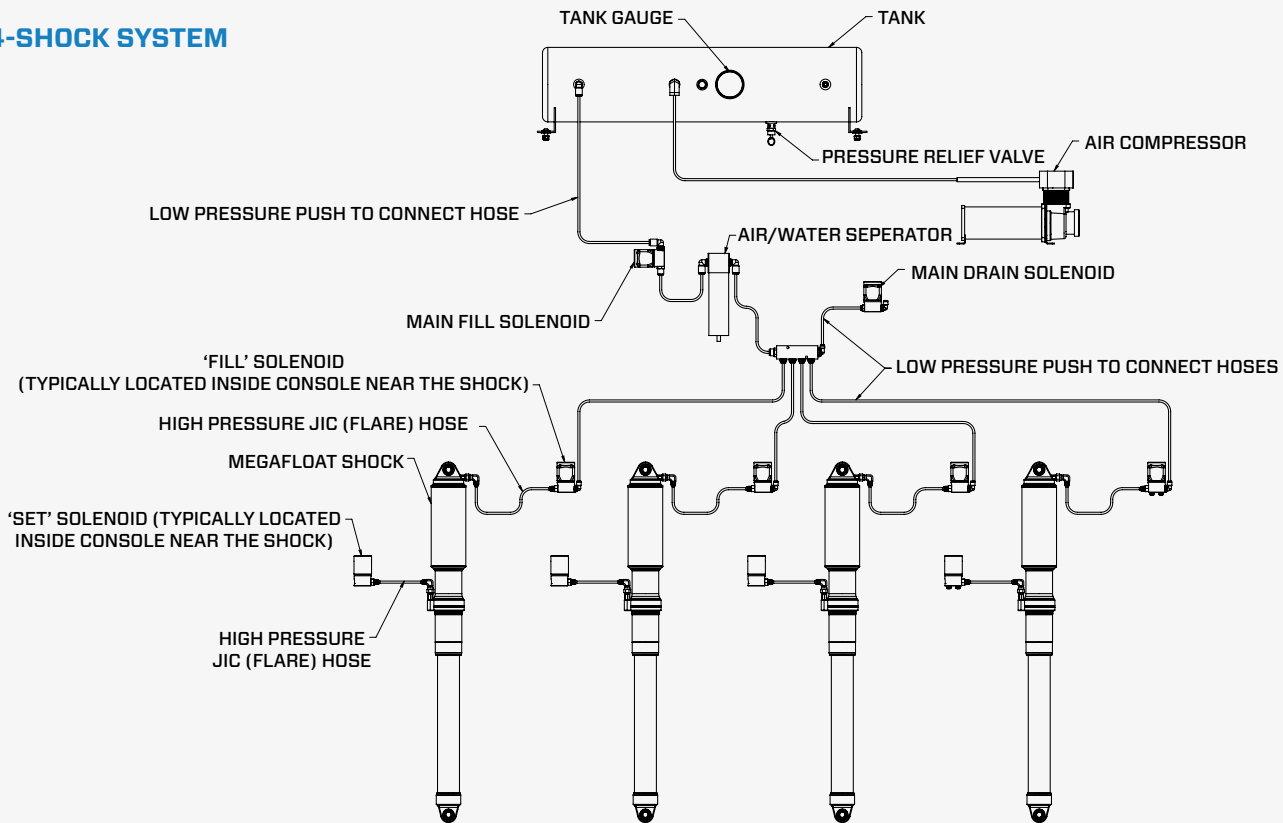 4-SHOCK SYSTEM
TANK GAUGE
TANK
PRESSURE RELIEF VALVE
AIR COMPRESSOR
LOW PRESSURE PUSH TO CONNECT HOSE
AIR/WATER SEPERATOR
MAIN DRAIN SOLENOID
MAIN FILL SOLENOID
LOW PRESSURE PUSH TO CONNECT HOSES
‘FILL’ SOLENOID
(TYPICALLY LOCATED INSIDE CONSOLE NEAR THE SHOCK)
HIGH PRESSURE JIC (FLARE) HOSE
MEGAFLOAT SHOCK
‘SET’ SOLENOID (TYPICALLY LOCATED
INSIDE CONSOLE NEAR THE SHOCK)
HIGH PRESSURE
JIC (FLARE) HOSE